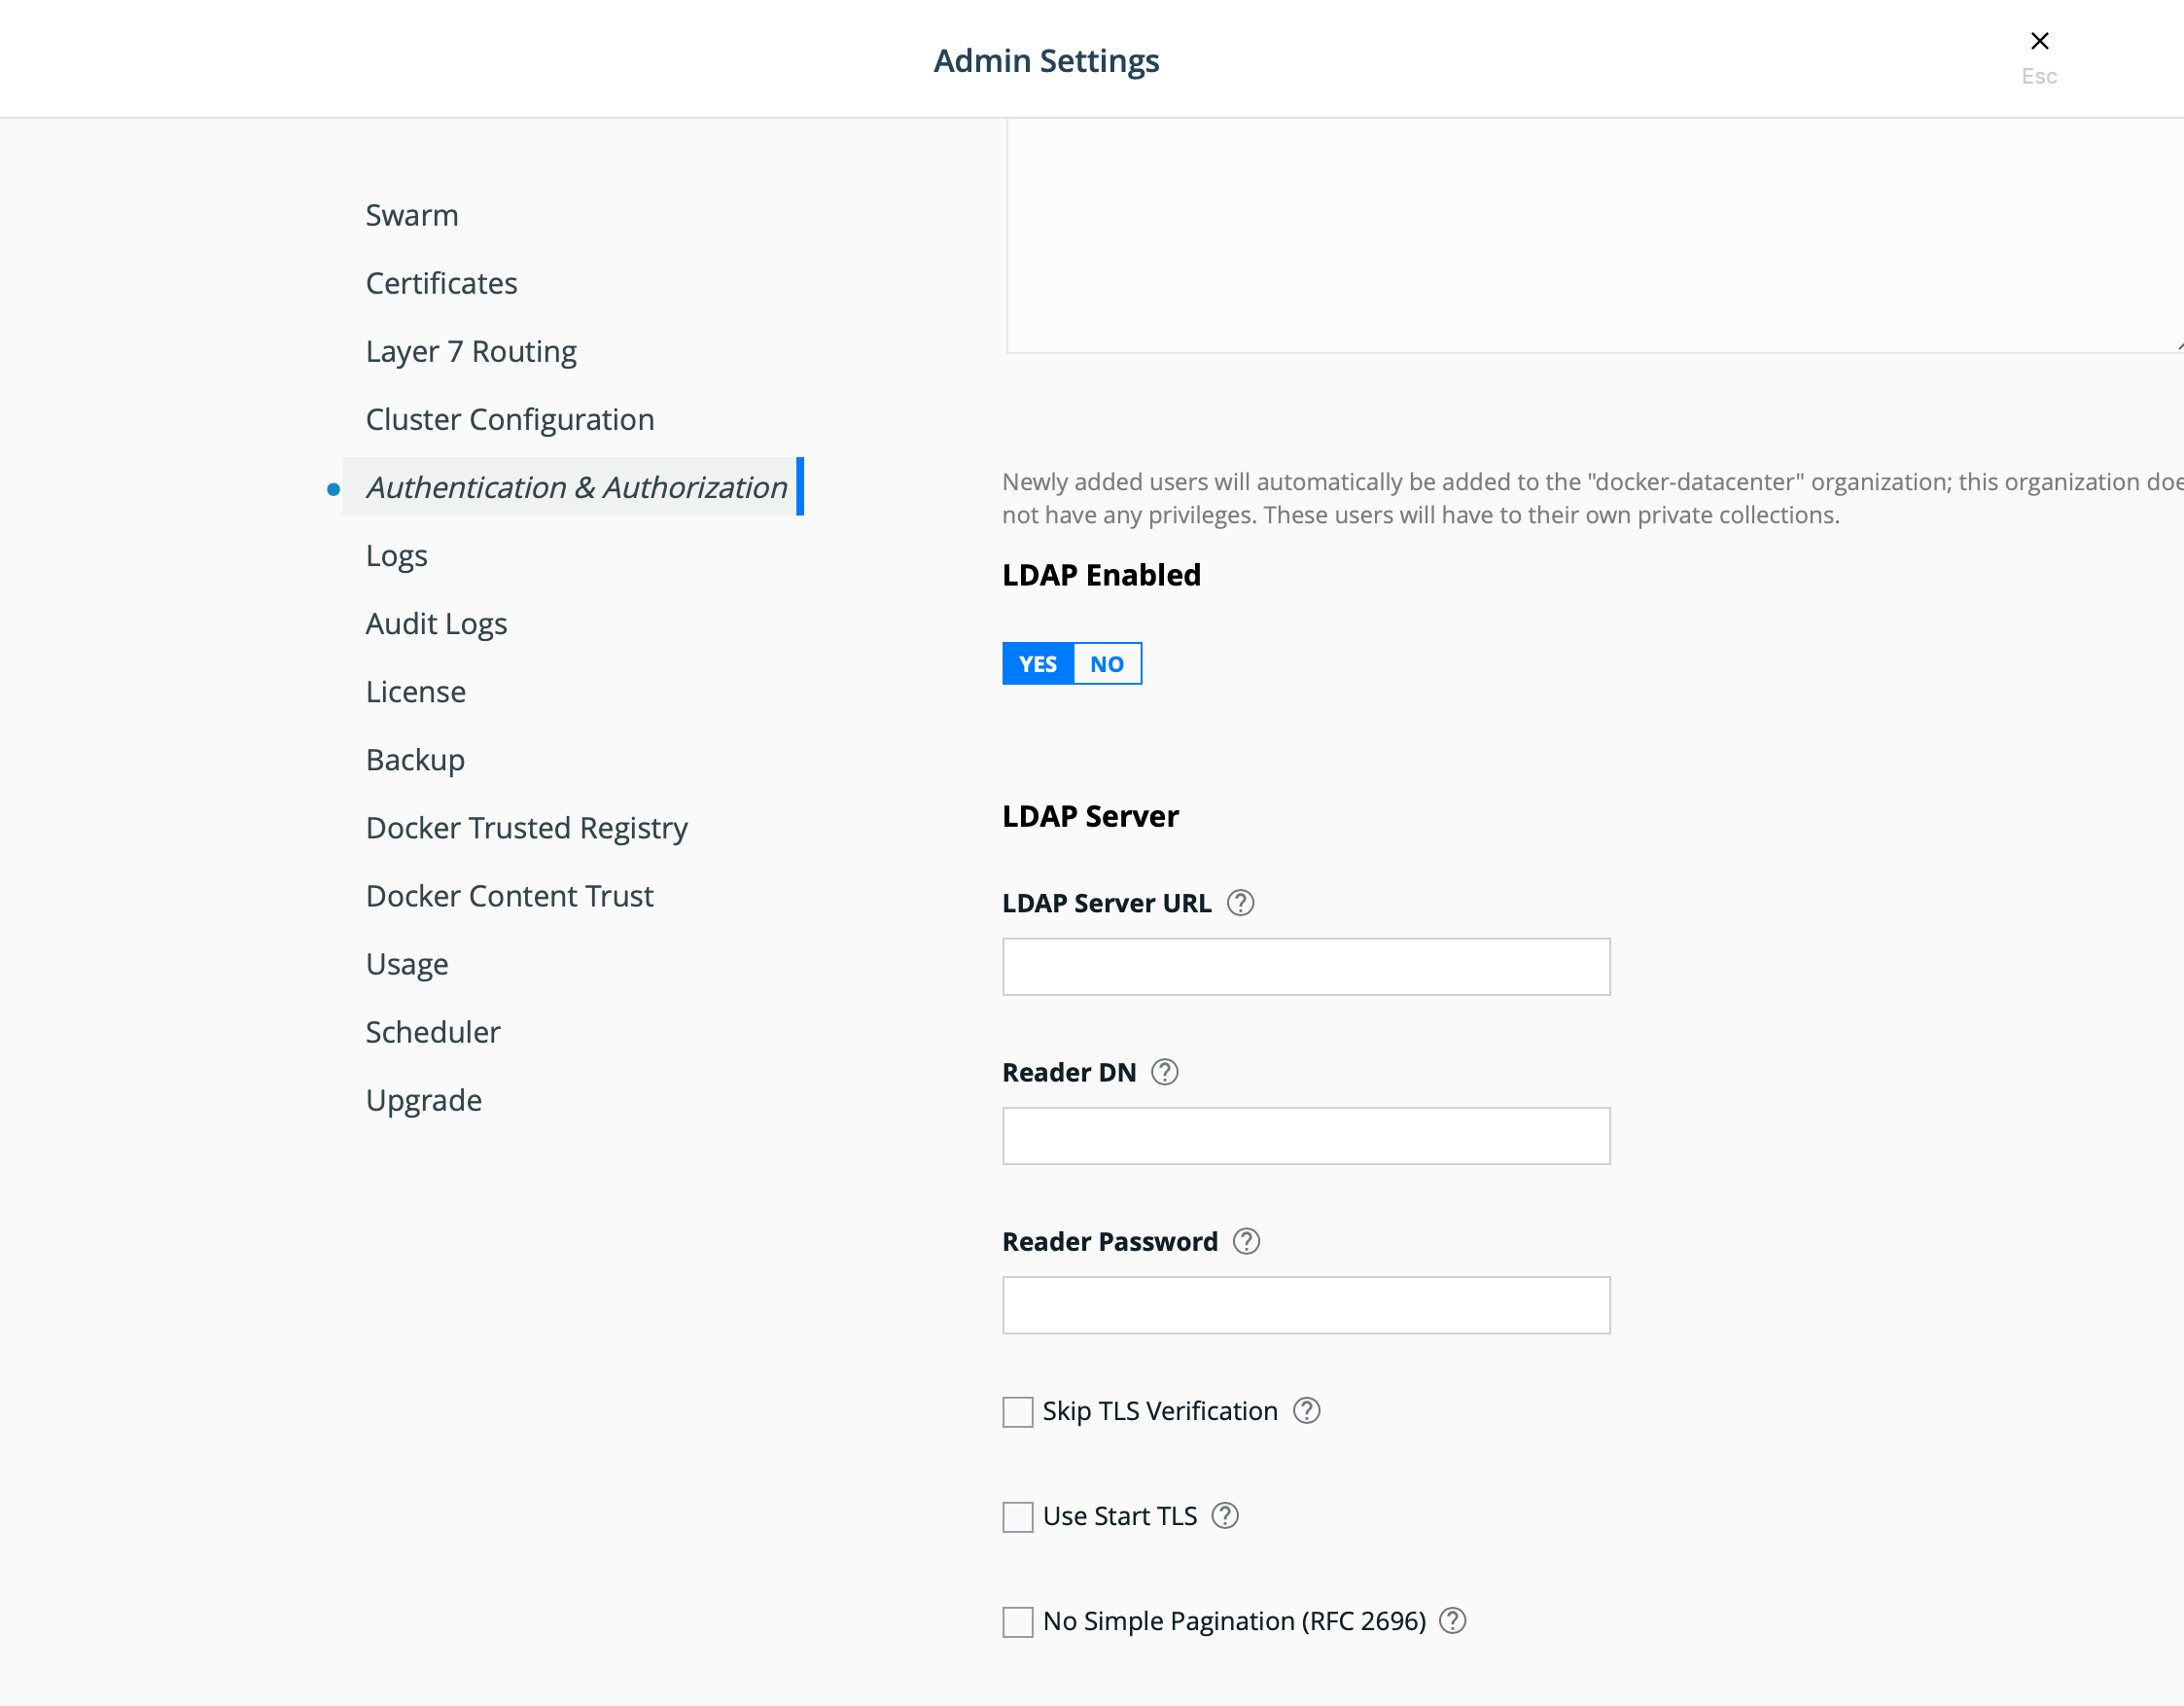 Admin Settings
Esc
Swarm
Certificates
Layer 7 Routing
Cluster Configuration
Authentication & Authorization
Logs
Audit Logs
License
Backup
Docker Trusted Registry
Docker Content Trust
Usage
Scheduler
Upgrade
Newly added users will automatically be added to the "docker-datacenter" organization; this organization doe
not have any privileges. These users will have to their own private collections.
LDAP Enabled
YES NO
LDAP Server
LDAP Server URL ?
Reader DN ?
Reader Password ?
Skip TLS Verification ?
Use Start TLS ?
No Simple Pagination (RFC 2696) ?